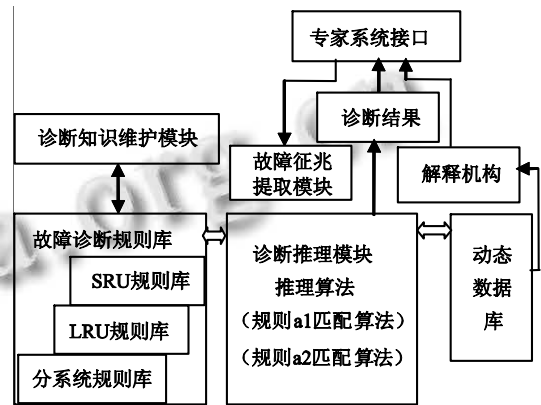 专家系统接口
诊断结果
诊断知识维护模块
故障征兆
提取模块
解释机构
故障诊断规则库
SRU规则库
LRU规则库
分系统规则库
诊断推理模块
推理算法
（规则a1匹配算法）
（规则a2匹配算法）
动态
数据
库